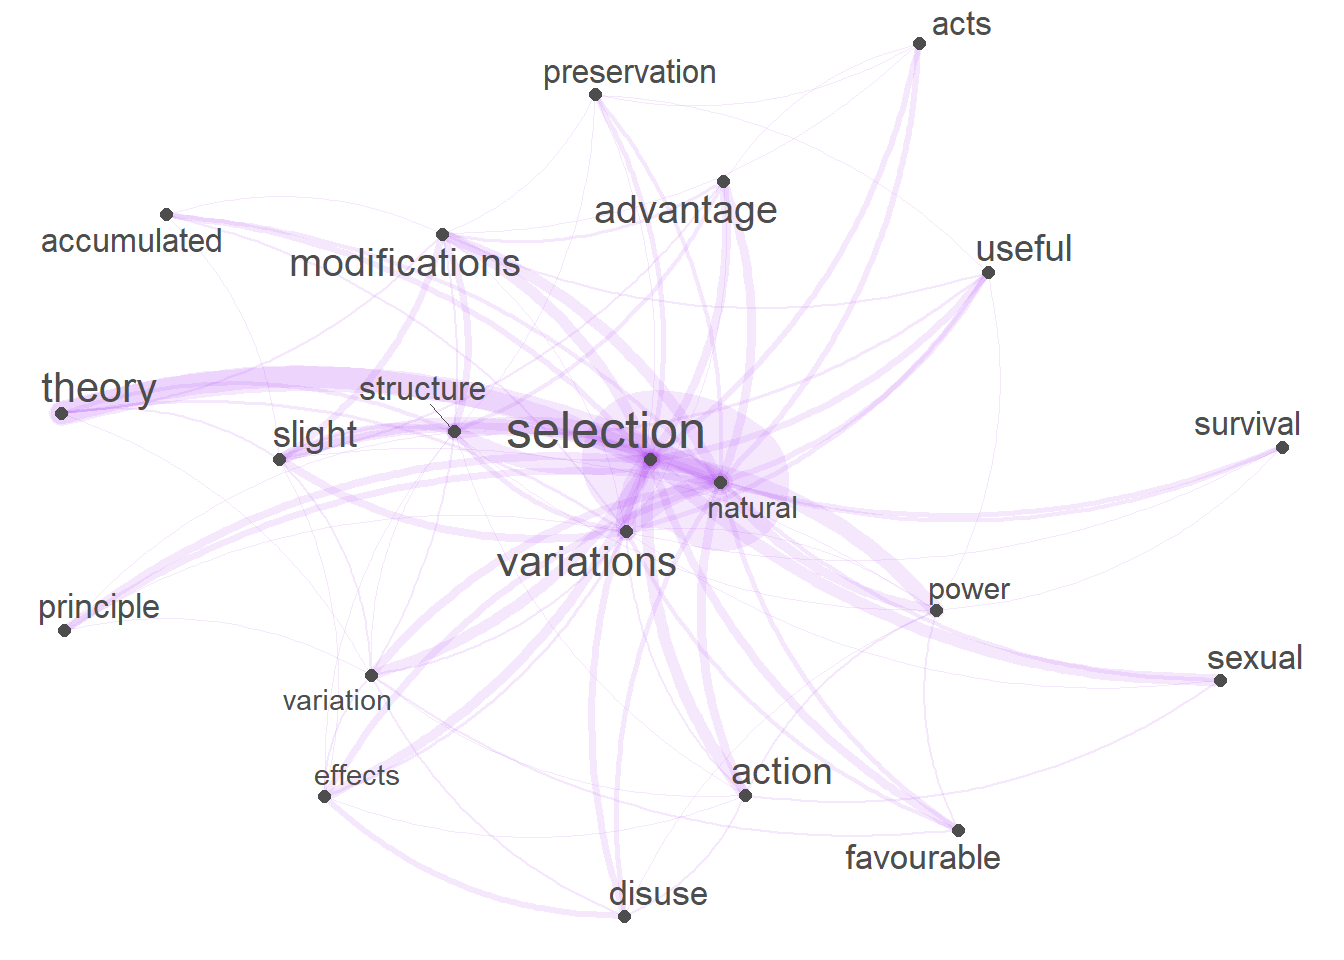 acts
preservation
advantage
accumulated
modifications
useful
theory
structure
slight
selection
survival
natural
variations
principle
power
variation
sexual
effects
action
favourable
disuse